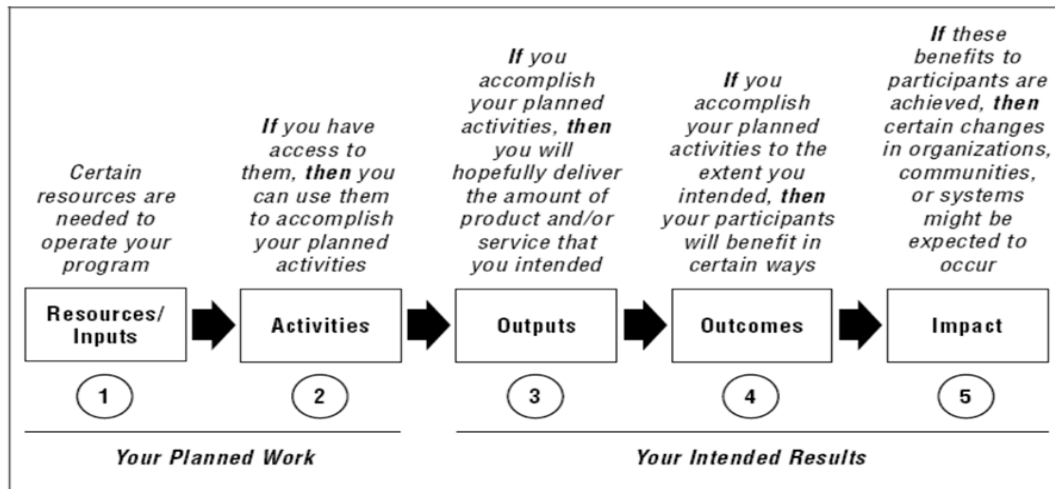 Certain
resources are
needed to
operate your
program
If you have
access to
them, then you
can use them
to accomplish
your planned
activities
If you
accomplish
your planned
activities, then
you will
hopefully deliver
the amount of
product and/or
service that
you intended
If you
accomplish
your planned
activities to the
extent you
intended, then
your participants
will benefit in
certain ways
If these
benefits to
participants are
achieved, then
certain changes
in organizations,
communities,
or systems
might be
expected to
occur
Resources/
Inputs
Activities
Outputs
Outcomes
Impact
1
2
3
4
5
Your Planned Work
Your Intended Results